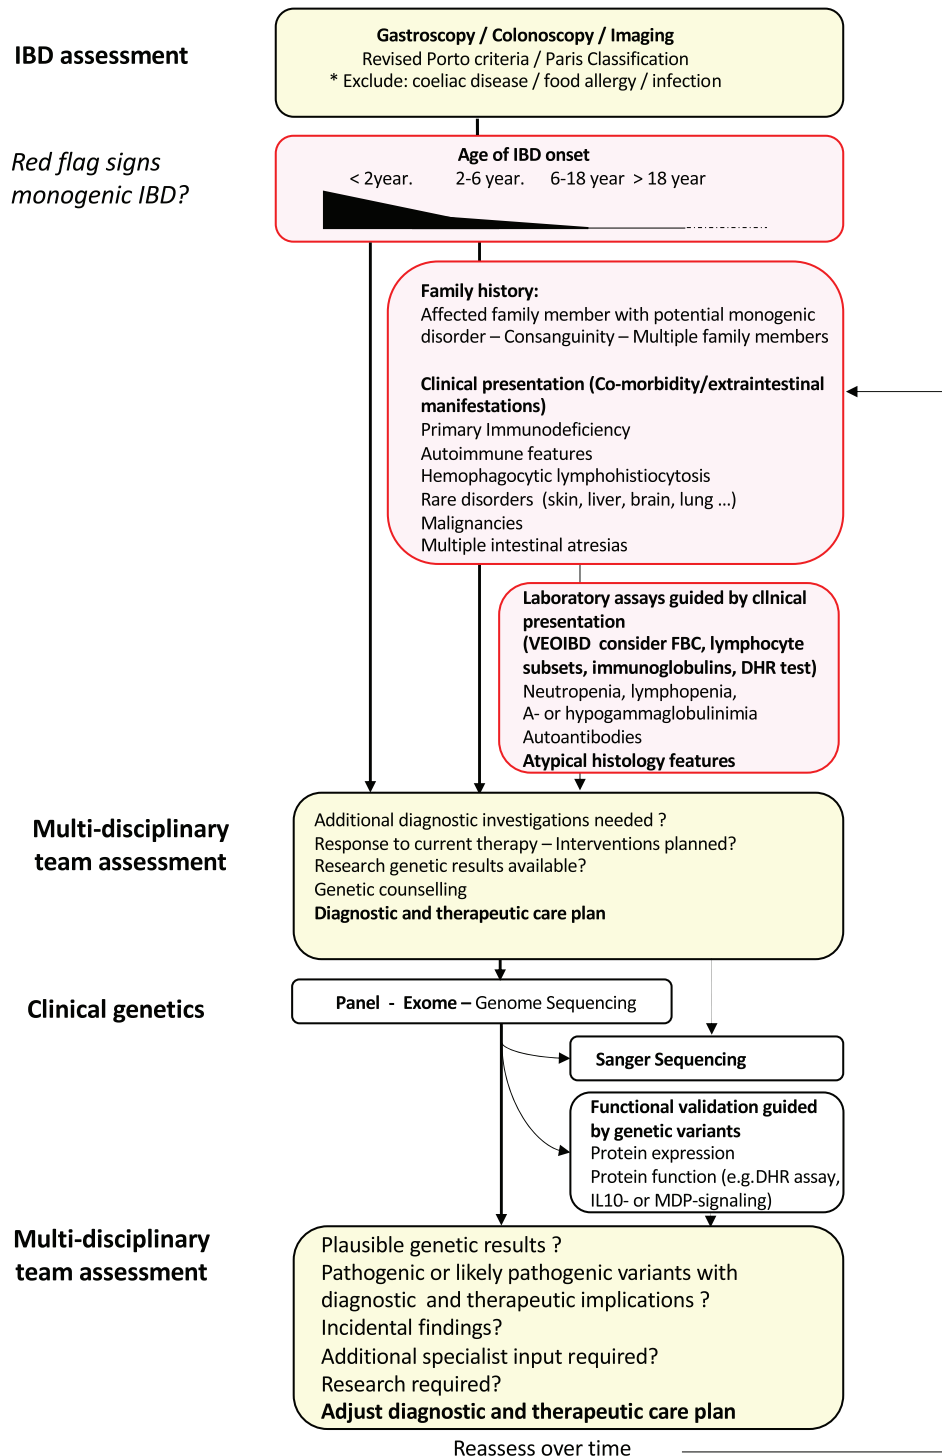 IBD assessment
Gastroscopy / Colonoscopy / Imaging
Revised Porto criteria / Paris Classification
* Exclude: coeliac disease / food allergy / infection
Red flag signs
monogenic IBD?
Age of IBD onset
< 2year. 2-6 year. 6-18 year > 18 year
Family history:
Affected family member with potential monogenic
disorder – Consanguinity – Multiple family members
Clinical presentation (Co-morbidity/extraintestinal
manifestations)
Primary Immunodeficiency
Autoimmune features
Hemophagocytic lymphohistiocytosis
Rare disorders (skin, liver, brain, lung ...)
Malignancies
Multiple intestinal atresias
Laboratory assays guided by clInical
presentation
(VEOIBD consider FBC, lymphocyte
subsets, immunoglobulins, DHR test)
Neutropenia, lymphopenia,
A- or hypogammaglobulinimia
Autoantibodies
Atypical histology features
Multi-disciplinary
team assessment
Additional diagnostic investigations needed ?
Response to current therapy – Interventions planned?
Research genetic results available?
Genetic counselling
Diagnostic and therapeutic care plan
Clinical genetics
Panel - Exome – Genome Sequencing
Sanger Sequencing
Functional validation guided
by genetic variants
Protein expression
Protein function (e.g.DHR assay,
IL10- or MDP-signaling)
Multi-disciplinary
team assessment
Plausible genetic results ?
Pathogenic or likely pathogenic variants with
diagnostic and therapeutic implications ?
Incidental findings?
Additional specialist input required?
Research required?
Adjust diagnostic and therapeutic care plan
Reassess over time